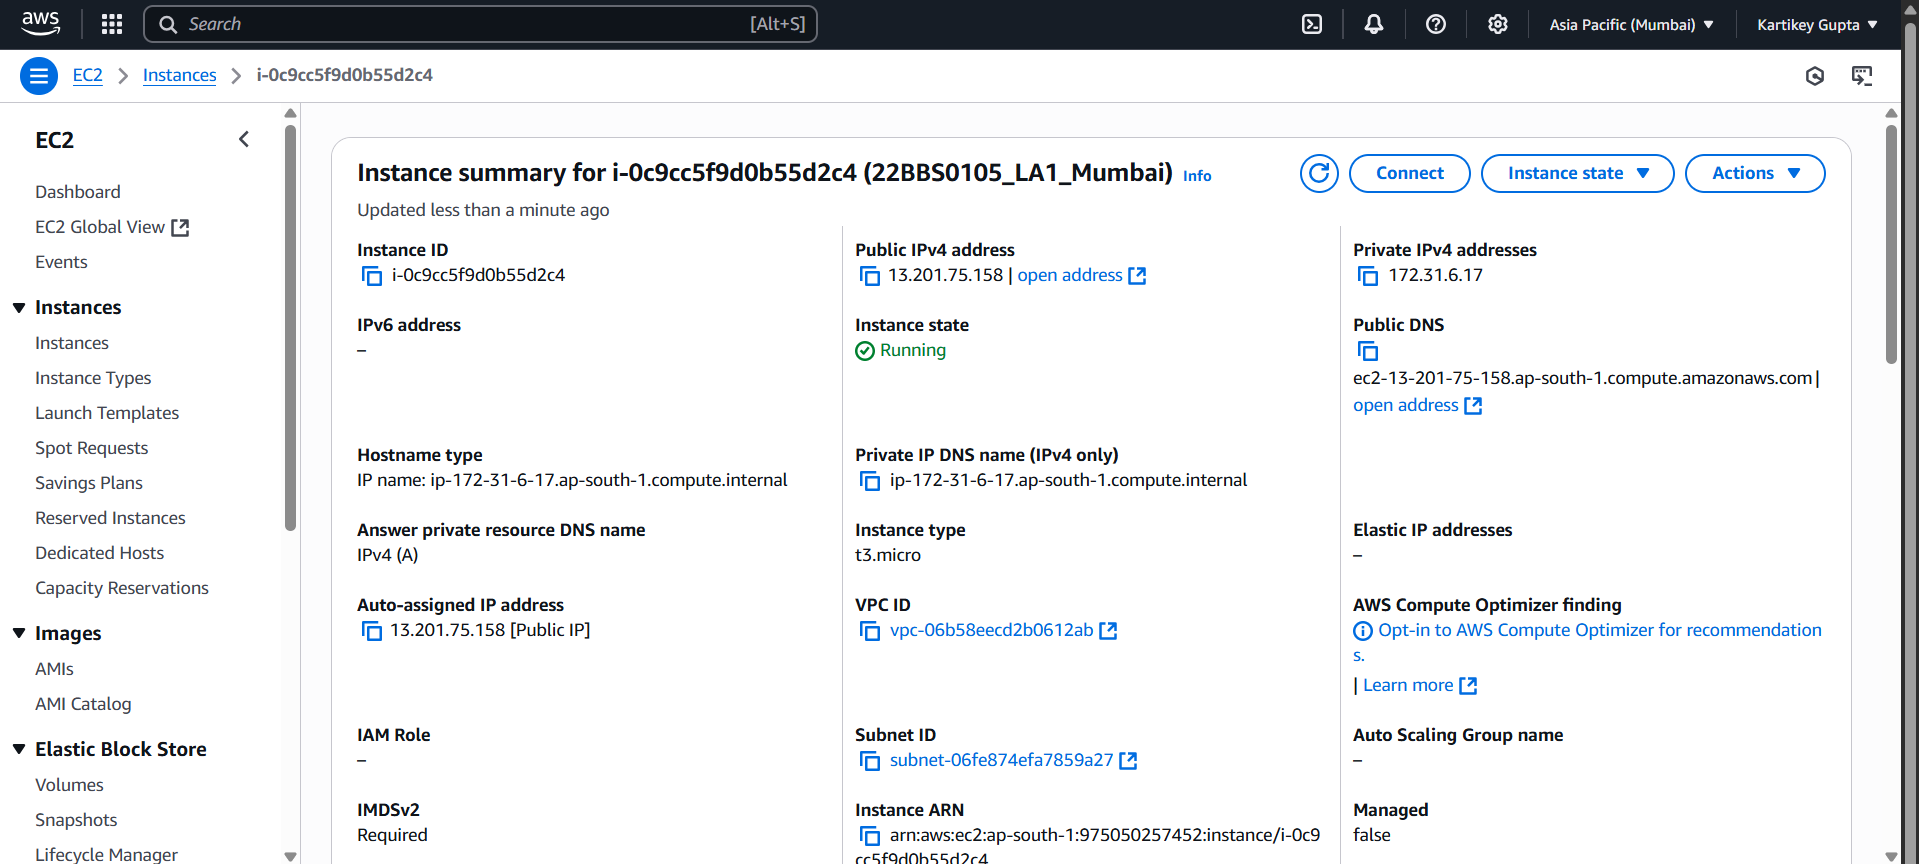 aws
Search
[Alt+S]
Asia Pacific (Mumbai)
Kartikey Gupta
EC2
Instances
i-0c9cc5f9d0b55d2c4
EC2
Dashboard
EC2 Global View
Events
Instances
Instances
Instance Types
Launch Templates
Spot Requests
Savings Plans
Reserved Instances
Dedicated Hosts
Capacity Reservations
Images
AMIs
AMI Catalog
Elastic Block Store
Volumes
Snapshots
Lifecycle Manager
Instance summary for i-0c9cc5f9d0b55d2c4 (22BBS0105_LA1_Mumbai) Info
Connect
Instance state
Actions
Updated less than a minute ago
Instance ID
i-0c9cc5f9d0b55d2c4
Public IPv4 address
13.201.75.158 | open address
Private IPv4 addresses
172.31.6.17
IPv6 address
–
Instance state
Running
Public DNS
ec2-13-201-75-158.ap-south-1.compute.amazonaws.com |
open address
Hostname type
IP name: ip-172-31-6-17.ap-south-1.compute.internal
Private IP DNS name (IPv4 only)
ip-172-31-6-17.ap-south-1.compute.internal
Answer private resource DNS name
IPv4 (A)
Instance type
t3.micro
Elastic IP addresses
–
Auto-assigned IP address
13.201.75.158 [Public IP]
VPC ID
vpc-06b58eecd2b0612ab
AWS Compute Optimizer finding
Opt-in to AWS Compute Optimizer for recommendation
s.
| Learn more
IAM Role
–
Subnet ID
subnet-06fe874efa7859a27
Auto Scaling Group name
–
IMDSv2
Required
Instance ARN
arn:aws:ec2:ap-south-1:975050257452:instance/i-0c9
cc5f9d0b55d2c4
Managed
false